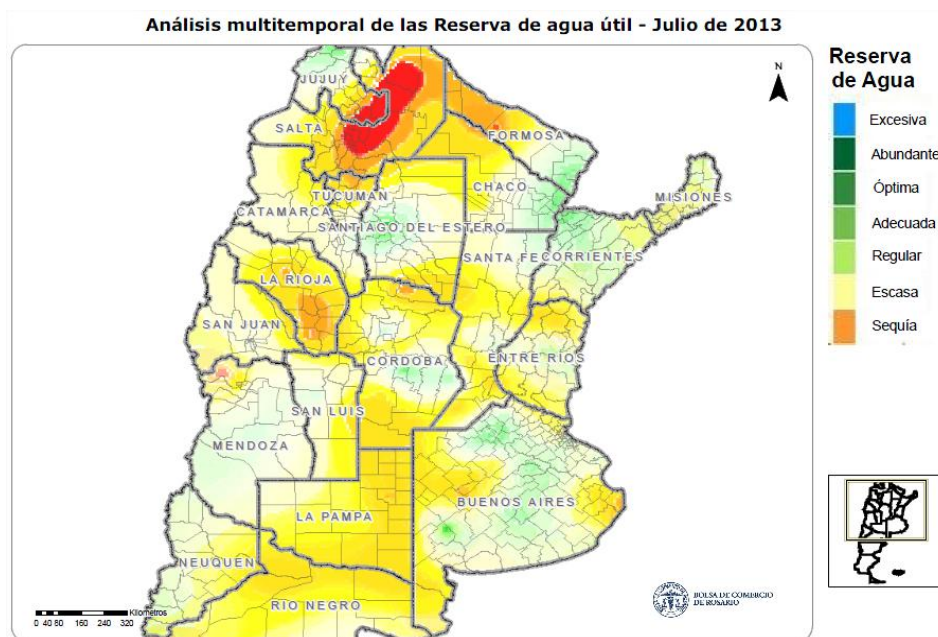 Análisis multitemporal de las Reserva de agua útil - Julio de 2013
Reserva
de Agua
Excesiva
Abundante
Óptima
Adecuada
Regular
Escasa
Sequía
N
JUJUY
SALTA
FORMOSA
CHACO
MISIONES
TUCUMAN
CATAMARCA
SANTIAGO DEL ESTERO
SANTA FE
CORRIENTES
LA RIOJA
SAN JUAN
CORDOBA
ENTRE RIOS
SAN LUIS
MENDOZA
BUENOS AIRES
LA PAMPA
NEUQUEN
RIO NEGRO
Kilometros
0 40 80 160 240 320
BOLSA DE COMERCIO
DE ROSARIO